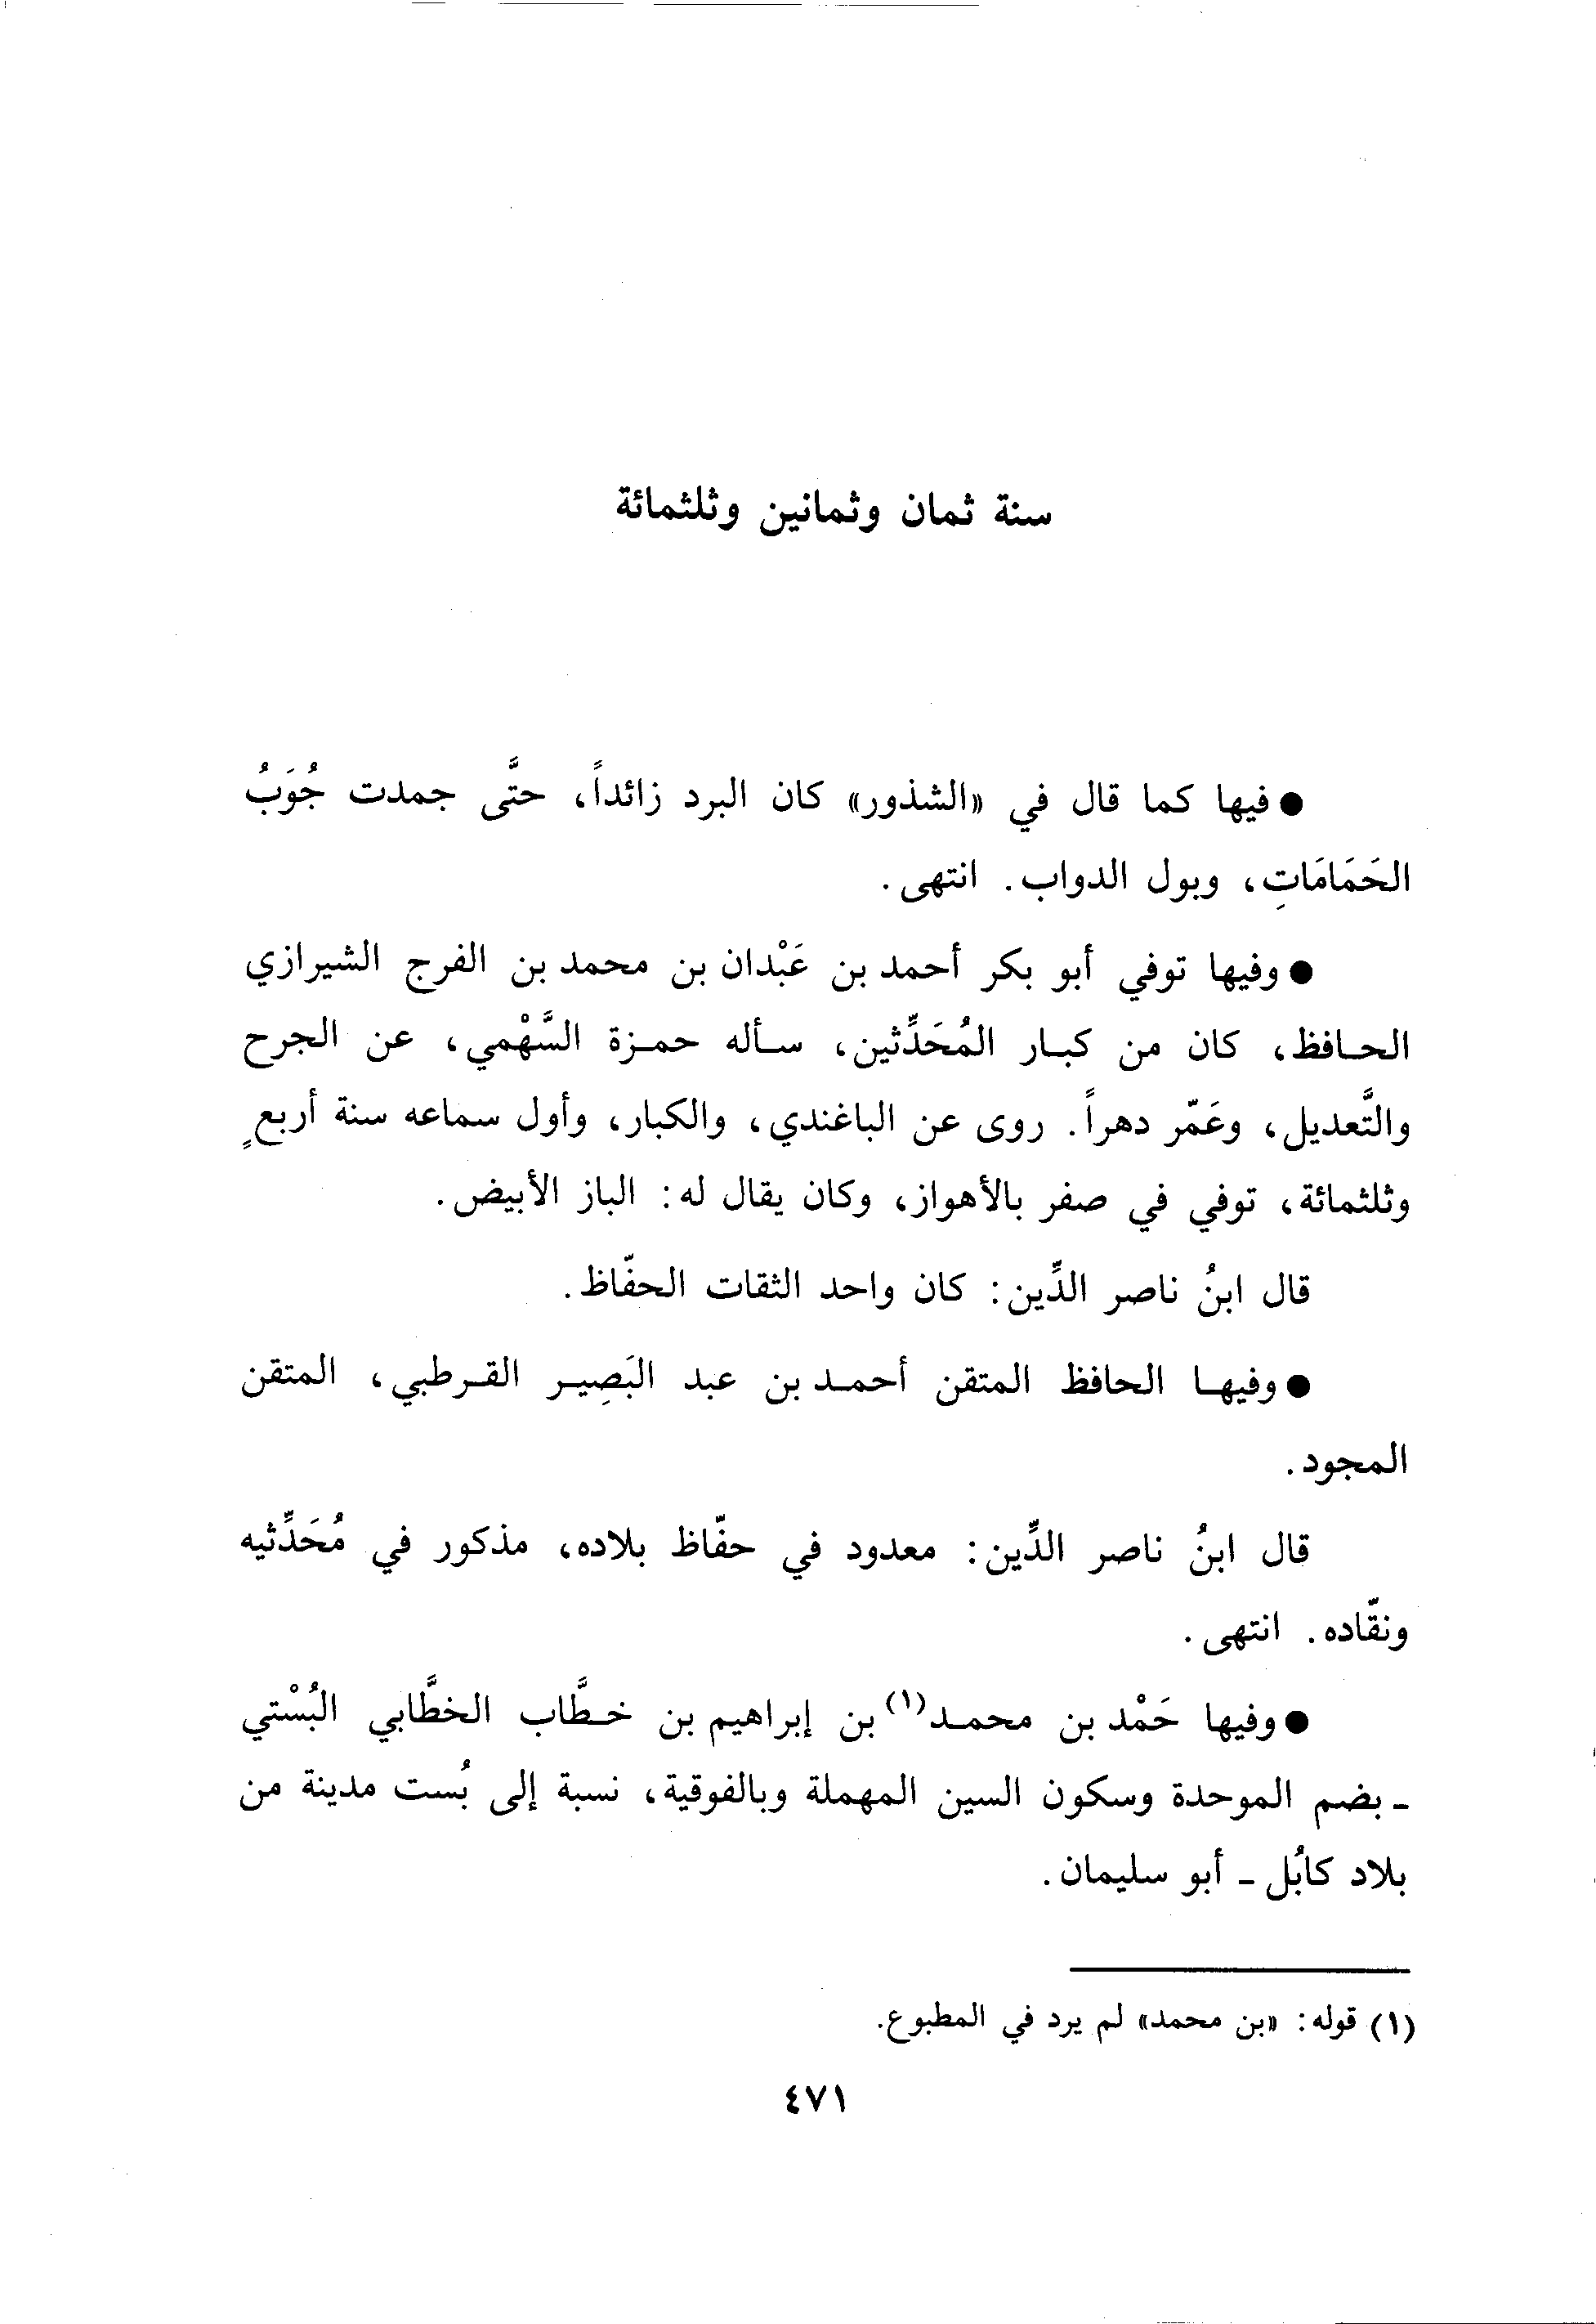 سنة ثمان وثمانين وثلثمائة
● فيها كما قال في «الشذور» كان البرد زائداً، حتَّى جمدت جُوَبُ
الحَمَامَاتِ، وبول الدواب. انتهى.
● وفيها توفي أبو بكر أحمد بن عَبْدان بن محمد بن الفرج الشيرازي
الحافظ، كان من كبار المُحَدِّثين، سأله حمزة السَّهْمي، عن الجرح
والتَّعديل، وعَمّر دهراً. روى عن الباغندي، والكبار، وأول سماعه سنة أربعٍ
وثلثمائة، توفي في صفر بالأهواز، وكان يقال له: الباز الأبيض.
قال ابنُ ناصر الدِّين: كان واحد الثقات الحفّاظ.
● وفيها الحافظ المتقن أحمد بن عبد البَصِير القرطبي، المتقن
المجود.
قال ابنُ ناصر الدِّين: معدود في حفّاظ بلاده، مذكور في مُحَدِّثيه
ونقّاده. انتهى.
● وفيها حَمْد بن محمد(١) بن إبراهيم بن خطَّاب الخطَّابي البُسْتي
ـ بضم الموحدة وسكون السين المهملة وبالفوقية، نسبة إلى بُست مدينة من
بلاد كابُل ـ أبو سليمان.
(١) قوله: «بن محمد» لم يرد في المطبوع.
٤٧١